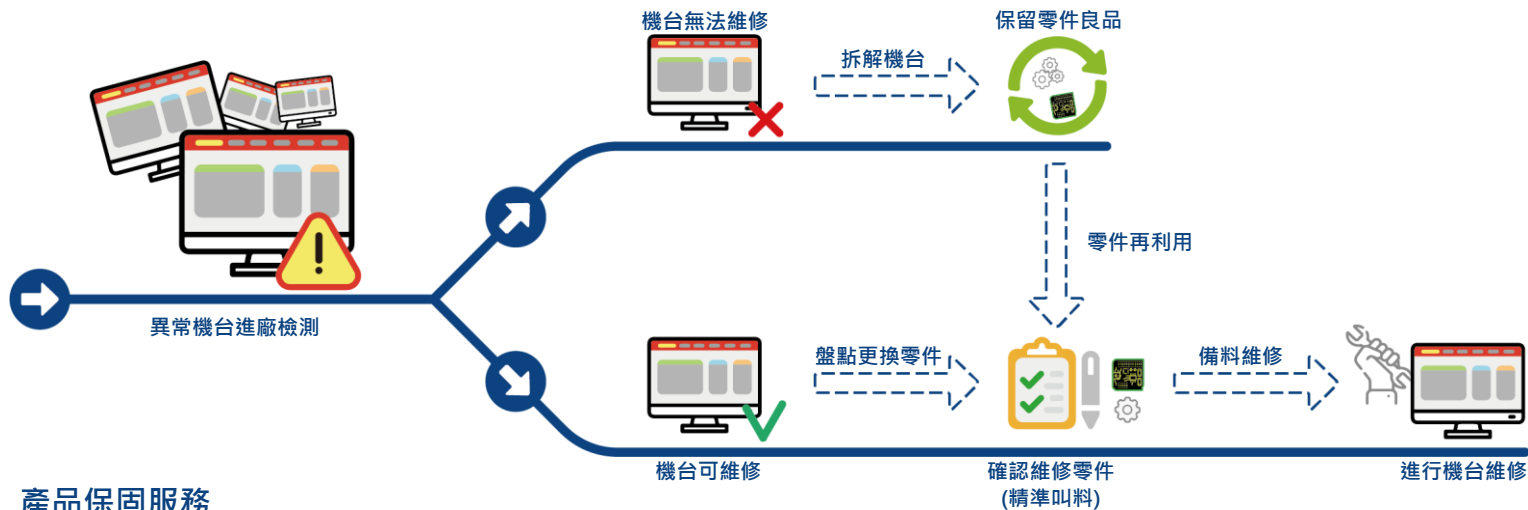 機台無法維修
拆解機台
保留零件良品
零件再利用
異常機台進廠檢測
盤點更換零件
備料維修
機台可維修
確認維修零件
(精準叫料)
進行機台維修
產品保固服務